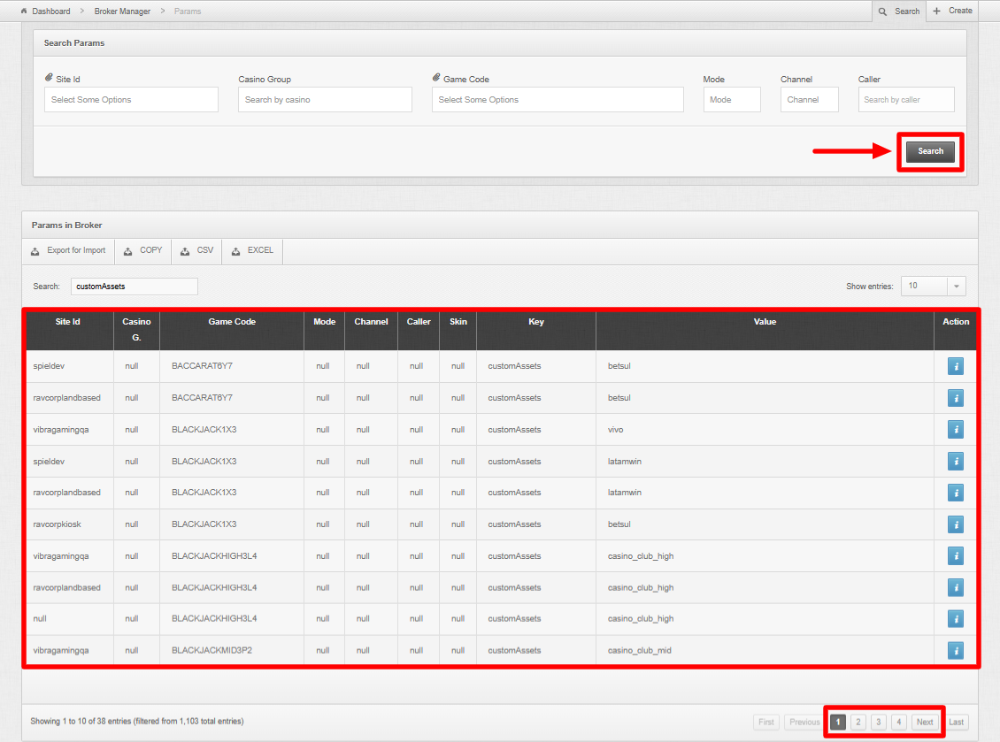 Dashboard > Broker Manager > Params
Search
Create
Search Params
Site Id
Casino Group
Game Code
Mode
Channel
Caller
Select Some Options
Search by casino
Select Some Options
Mode
Channel
Search by caller
Search
Params in Broker
Export for Import
COPY
CSV
EXCEL
Search: customAssets
Show entries: 10
Site Id Casino G. Game Code Mode Channel Caller Skin Key Value Action
spieldev null BACCARAT6Y7 null null null null customAssets betsul i
ravcorplandbased null BACCARAT6Y7 null null null null customAssets betsul i
vibragamingqa null BLACKJACK1X3 null null null null customAssets vivo i
spieldev null BLACKJACK1X3 null null null null customAssets latamwin i
ravcorplandbased null BLACKJACK1X3 null null null null customAssets latamwin i
ravcorpkiosk null BLACKJACK1X3 null null null null customAssets betsul i
vibragamingqa null BLACKJACKHIGH3L4 null null null null customAssets casino_club_high i
ravcorplandbased null BLACKJACKHIGH3L4 null null null null customAssets casino_club_high i
null null BLACKJACKHIGH3L4 null null null null customAssets casino_club_high i
vibragamingqa null BLACKJACKMID3P2 null null null null customAssets casino_club_mid i
Showing 1 to 10 of 38 entries (filtered from 1,103 total entries)
First Previous 1 2 3 4 Next Last